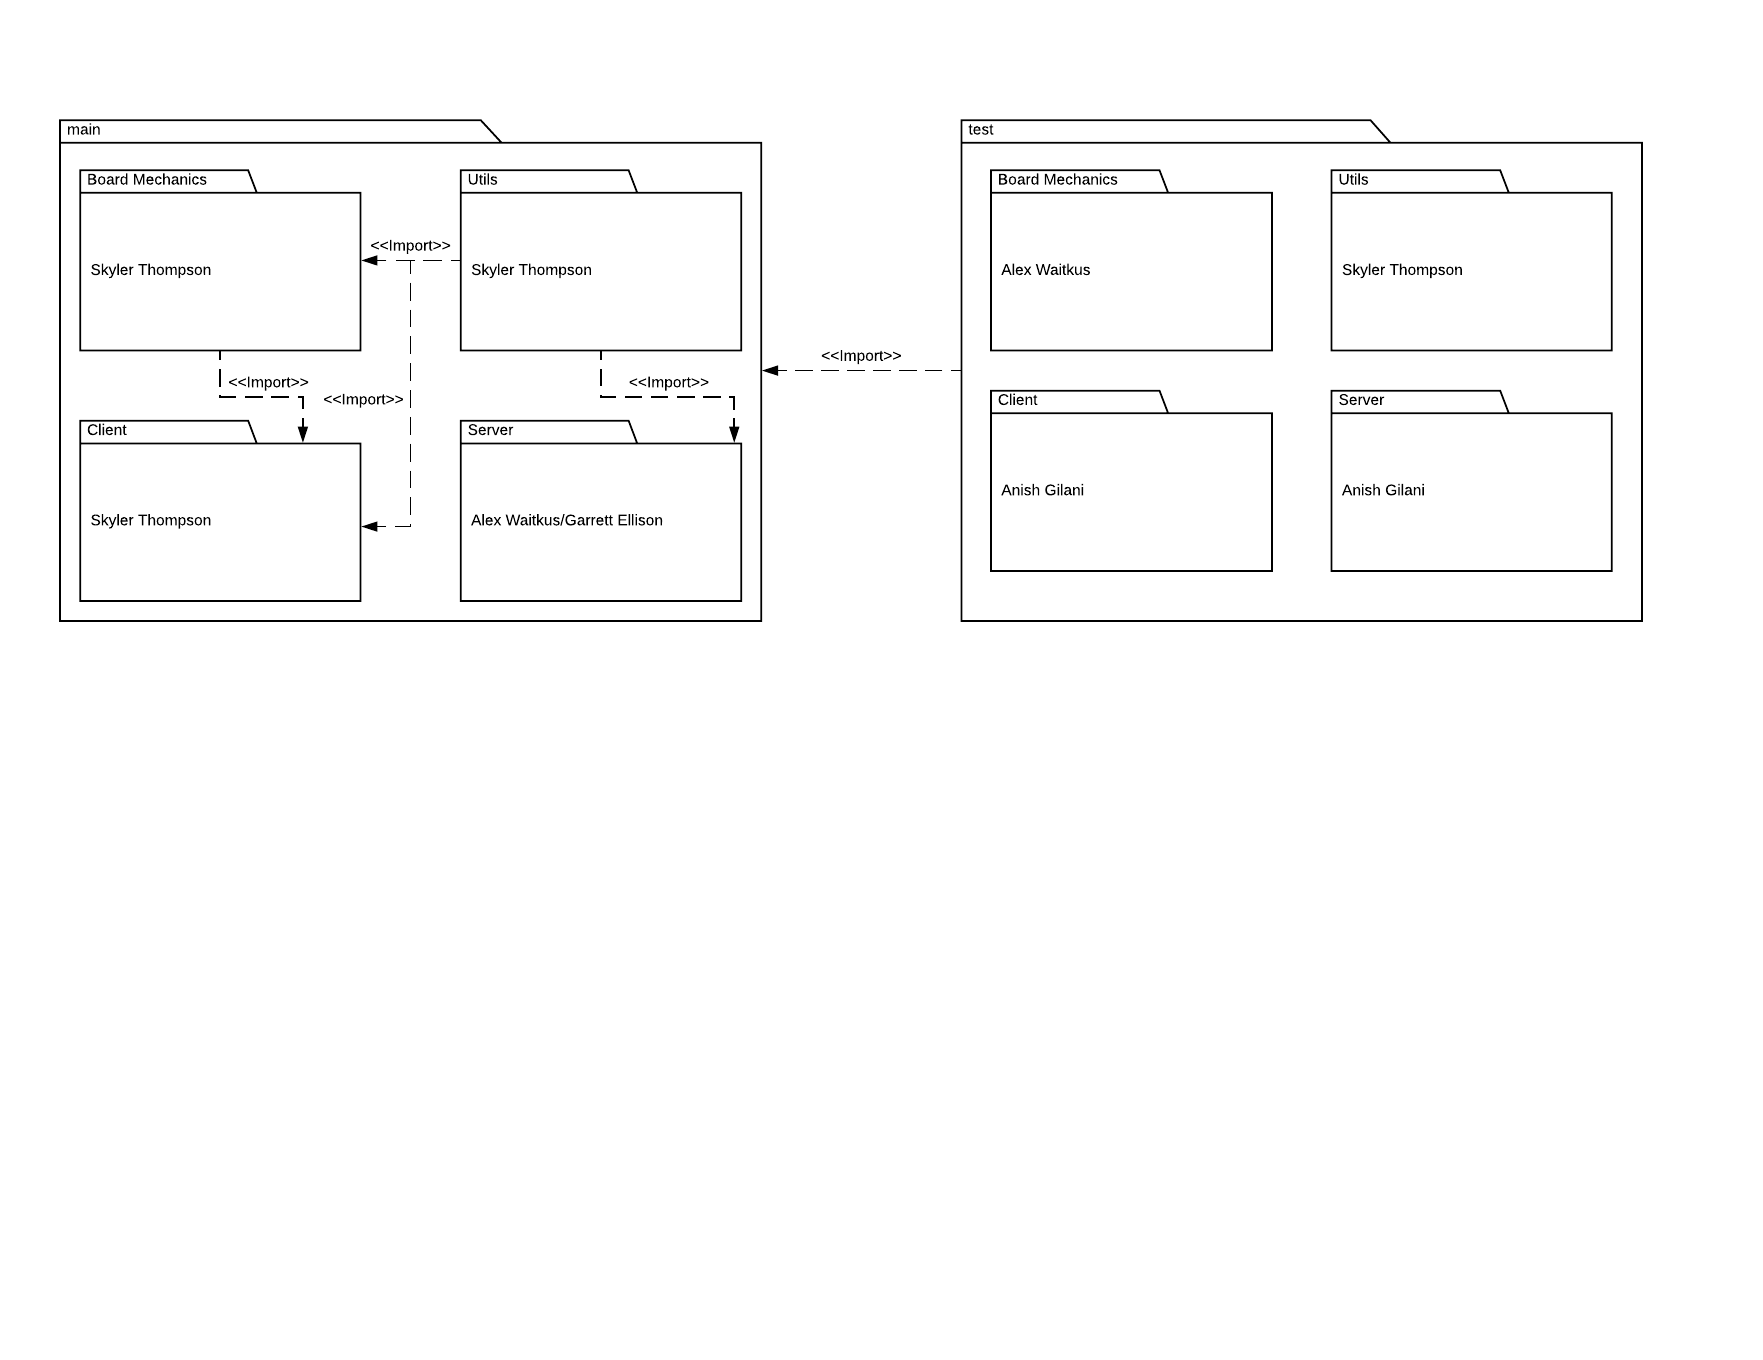 main
Board Mechanics
Skyler Thompson
<<Import>>
Utils
Skyler Thompson
<<Import>>
<<Import>>
<<Import>>
Client
Skyler Thompson
Server
Alex Waitkus/Garrett Ellison
<<Import>>
test
Board Mechanics
Alex Waitkus
Utils
Skyler Thompson
Client
Anish Gilani
Server
Anish Gilani